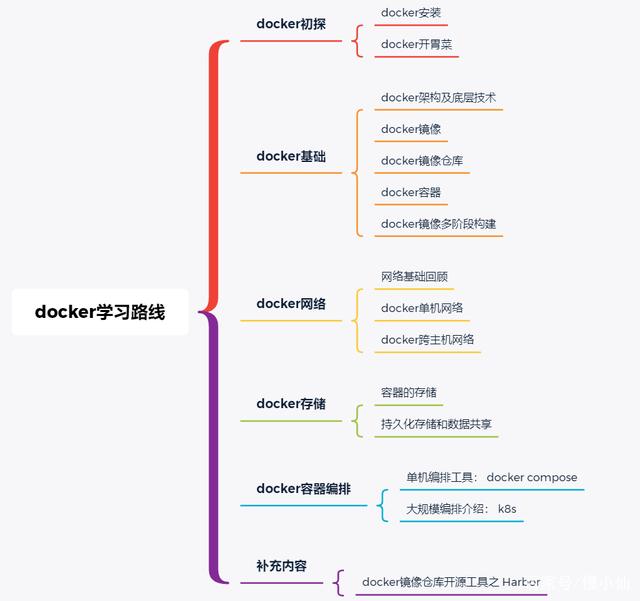 docker学习路线
docker初探
docker安装
docker开胃菜
docker基础
docker架构及底层技术
docker镜像
docker镜像仓库
docker容器
docker镜像多阶段构建
docker网络
网络基础回顾
docker单机网络
docker跨主机网络
docker存储
容器的存储
持久化存储和数据共享
docker容器编排
单机编排工具： docker compose
大规模编排介绍： k8s
补充内容
docker镜像仓库开源工具之 Harbor